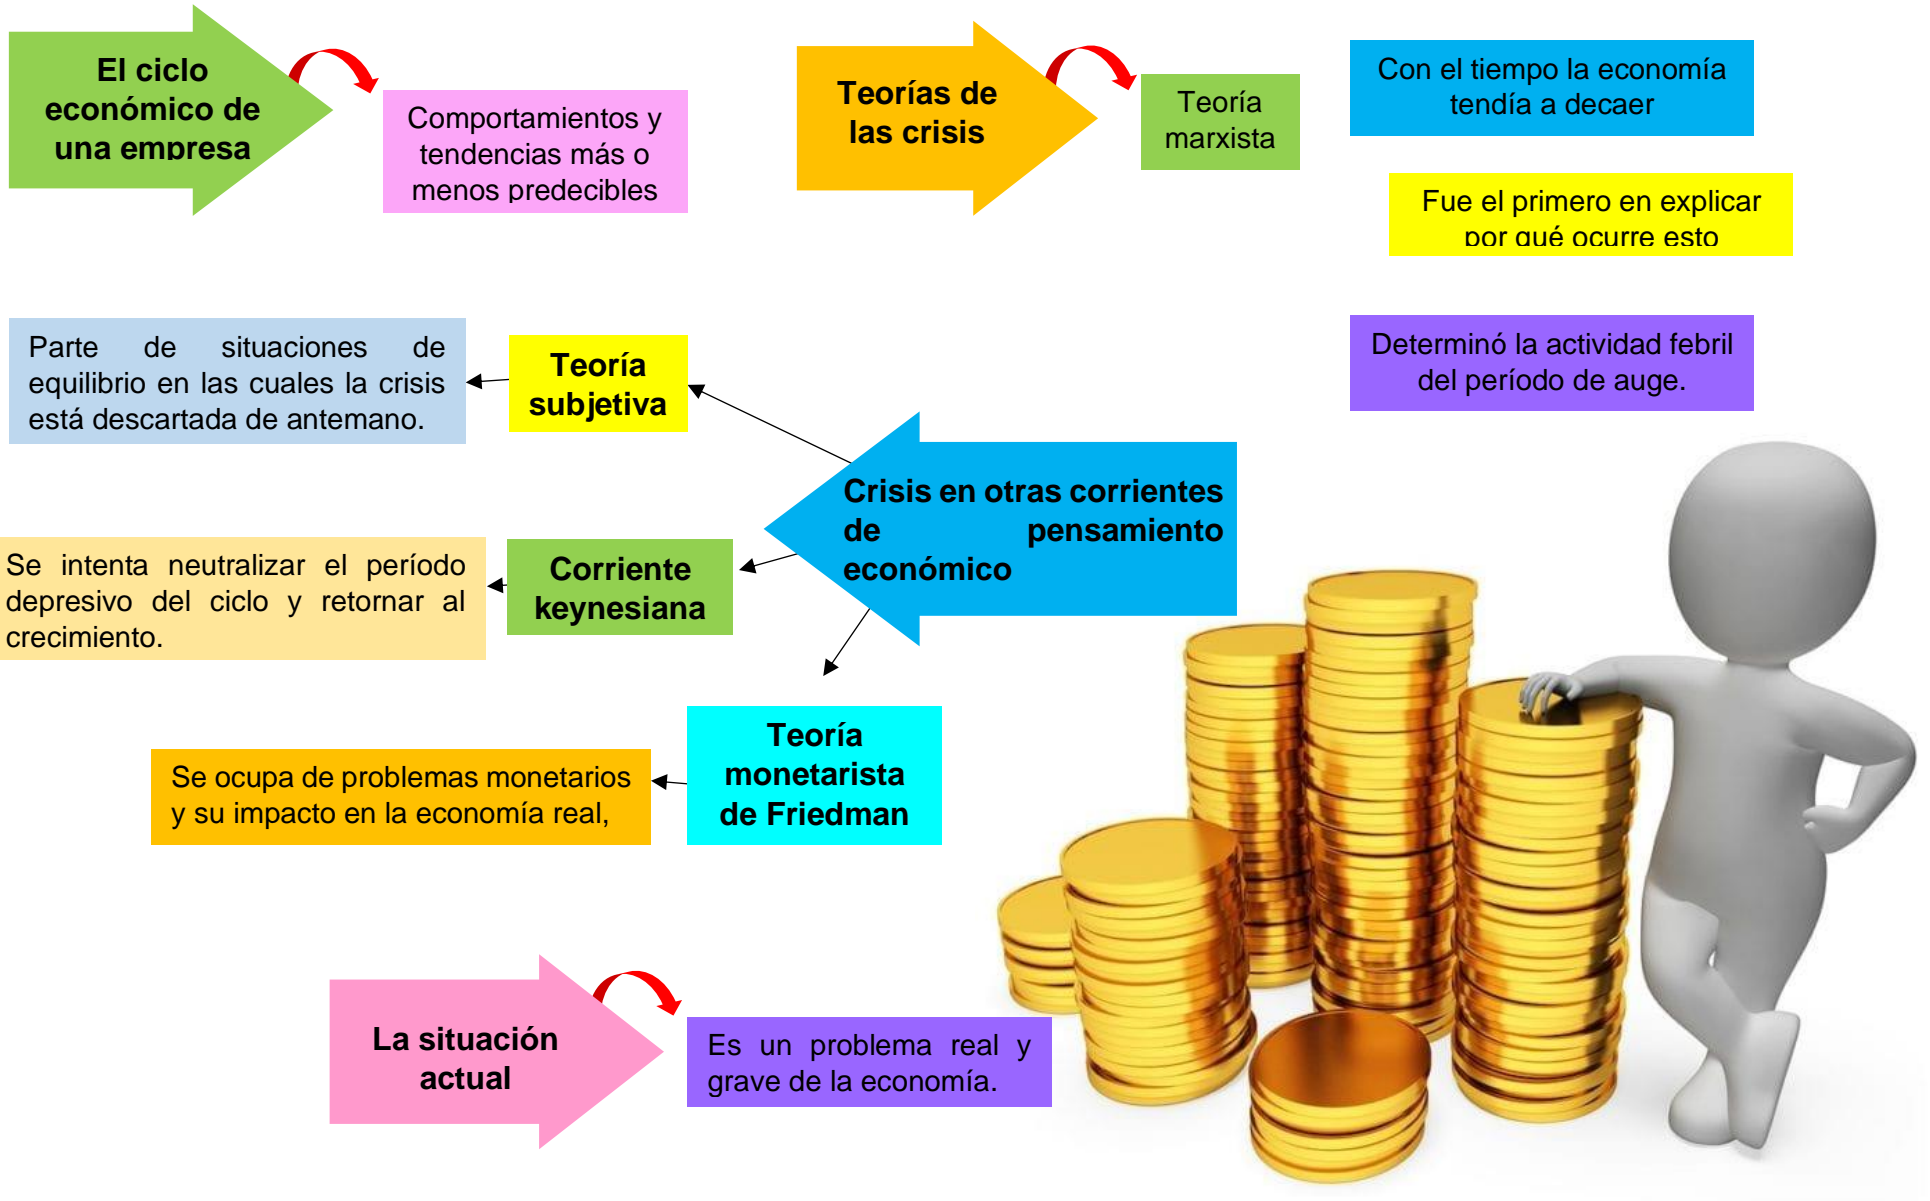 El ciclo
económico de
una empresa
Comportamientos y
tendencias más o
menos predecibles
Teorías de
las crisis
Teoría
marxista
Con el tiempo la economía
tendía a decaer
Fue el primero en explicar
por qué ocurre esto
Determinó la actividad febril
del período de auge.
Parte de situaciones de
equilibrio en las cuales la crisis
está descartada de antemano.
Teoría
subjetiva
Crisis en otras corrientes
de pensamiento
económico
Se intenta neutralizar el período
depresivo del ciclo y retornar al
crecimiento.
Corriente
keynesiana
Teoría
monetarista
de Friedman
Se ocupa de problemas monetarios
y su impacto en la economía real,
La situación
actual
Es un problema real y
grave de la economía.